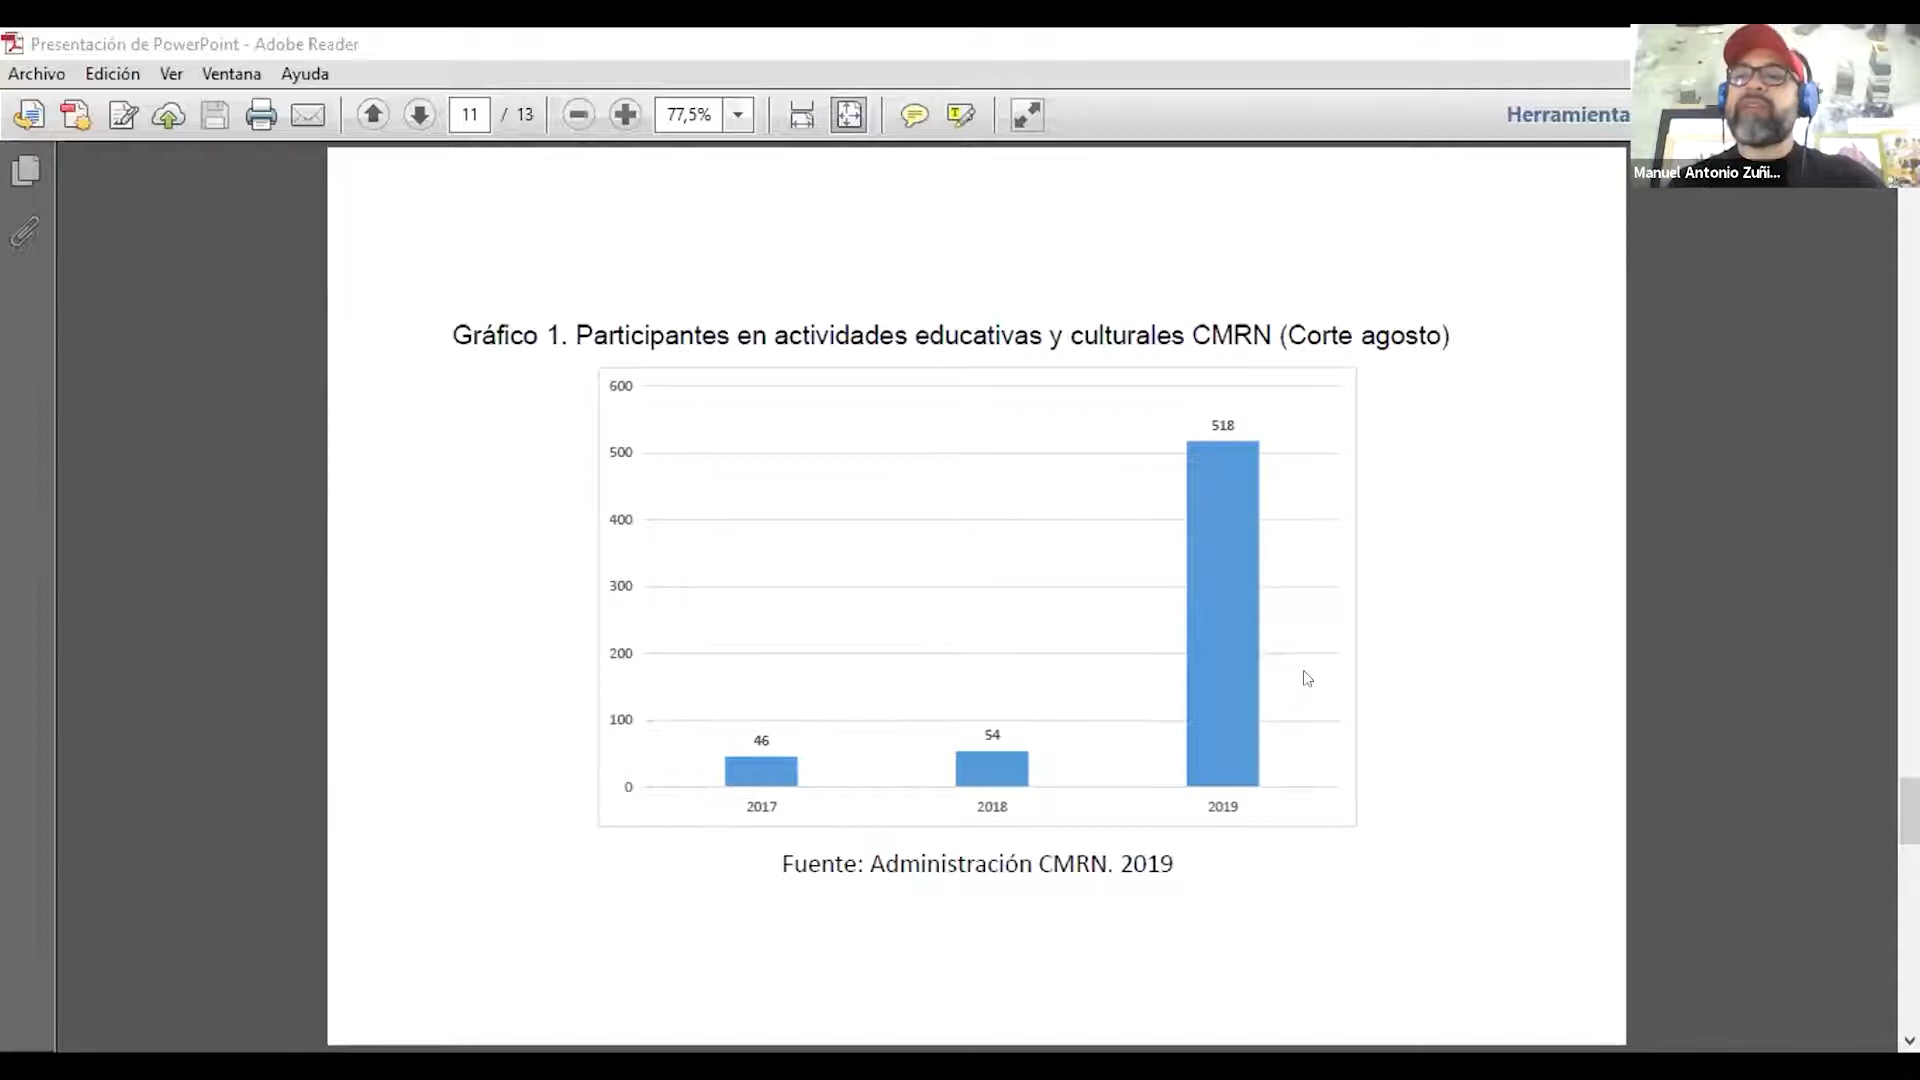 Presentación de PowerPoint - Adobe Reader
Archivo Edición Ver Ventana Ayuda
11 / 13 77,5% Herramienta
Manuel Antonio Zuñi...
Gráfico 1. Participantes en actividades educativas y culturales CMRN (Corte agosto)
600
518
500
400
300
200
100
46
54
0
2017 2018 2019
Fuente: Administración CMRN. 2019